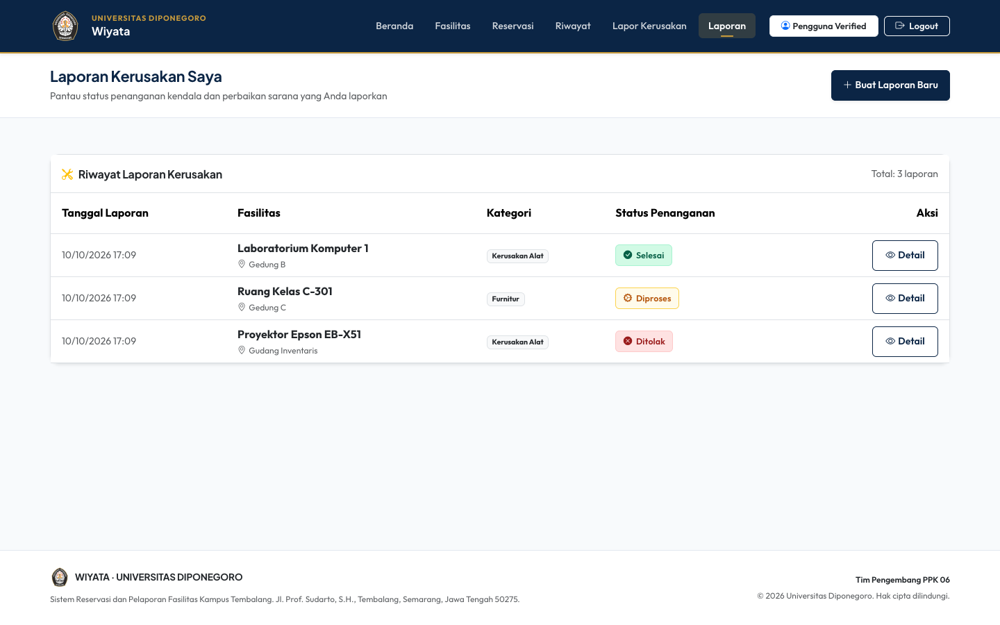 UNIVERSITAS DIPONEGORO
Wiyata
Beranda Fasilitas Reservasi Riwayat Lapor Kerusakan Laporan Pengguna Verified Logout
Laporan Kerusakan Saya
Pantau status penanganan kendala dan perbaikan sarana yang Anda laporkan
Buat Laporan Baru
Riwayat Laporan Kerusakan
Total: 3 laporan
Tanggal Laporan Fasilitas Kategori Status Penanganan Aksi
10/10/2026 17:09 Laboratorium Komputer 1 Kerusakan Alat Selesai Detail
Gedung B
10/10/2026 17:09 Ruang Kelas C-301 Furnitur Diproses Detail
Gedung C
10/10/2026 17:09 Proyektor Epson EB-X51 Kerusakan Alat Ditolak Detail
Gudang Inventaris
WIYATA · UNIVERSITAS DIPONEGORO
Sistem Reservasi dan Pelaporan Fasilitas Kampus Tembalang. Jl. Prof. Sudarto, S.H., Tembalang, Semarang, Jawa Tengah 50275.
Tim Pengembang PPK 06
© 2026 Universitas Diponegoro. Hak cipta dilindungi.